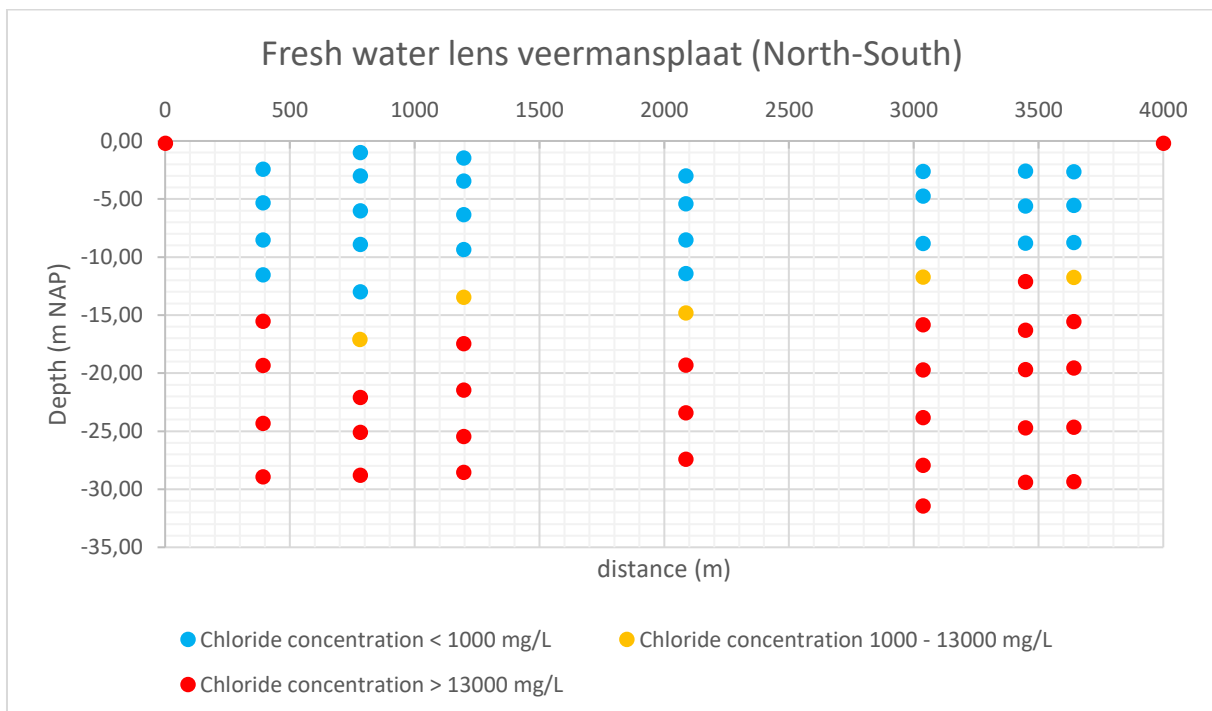 Fresh water lens veermansplaat (North-South)
0 500 1000 1500 2000 2500 3000 3500 4000
0,00
-5,00
-10,00
-15,00
-20,00
-25,00
-30,00
-35,00
Depth (m NAP)
distance (m)
Chloride concentration < 1000 mg/L Chloride concentration 1000 - 13000 mg/L
Chloride concentration > 13000 mg/L